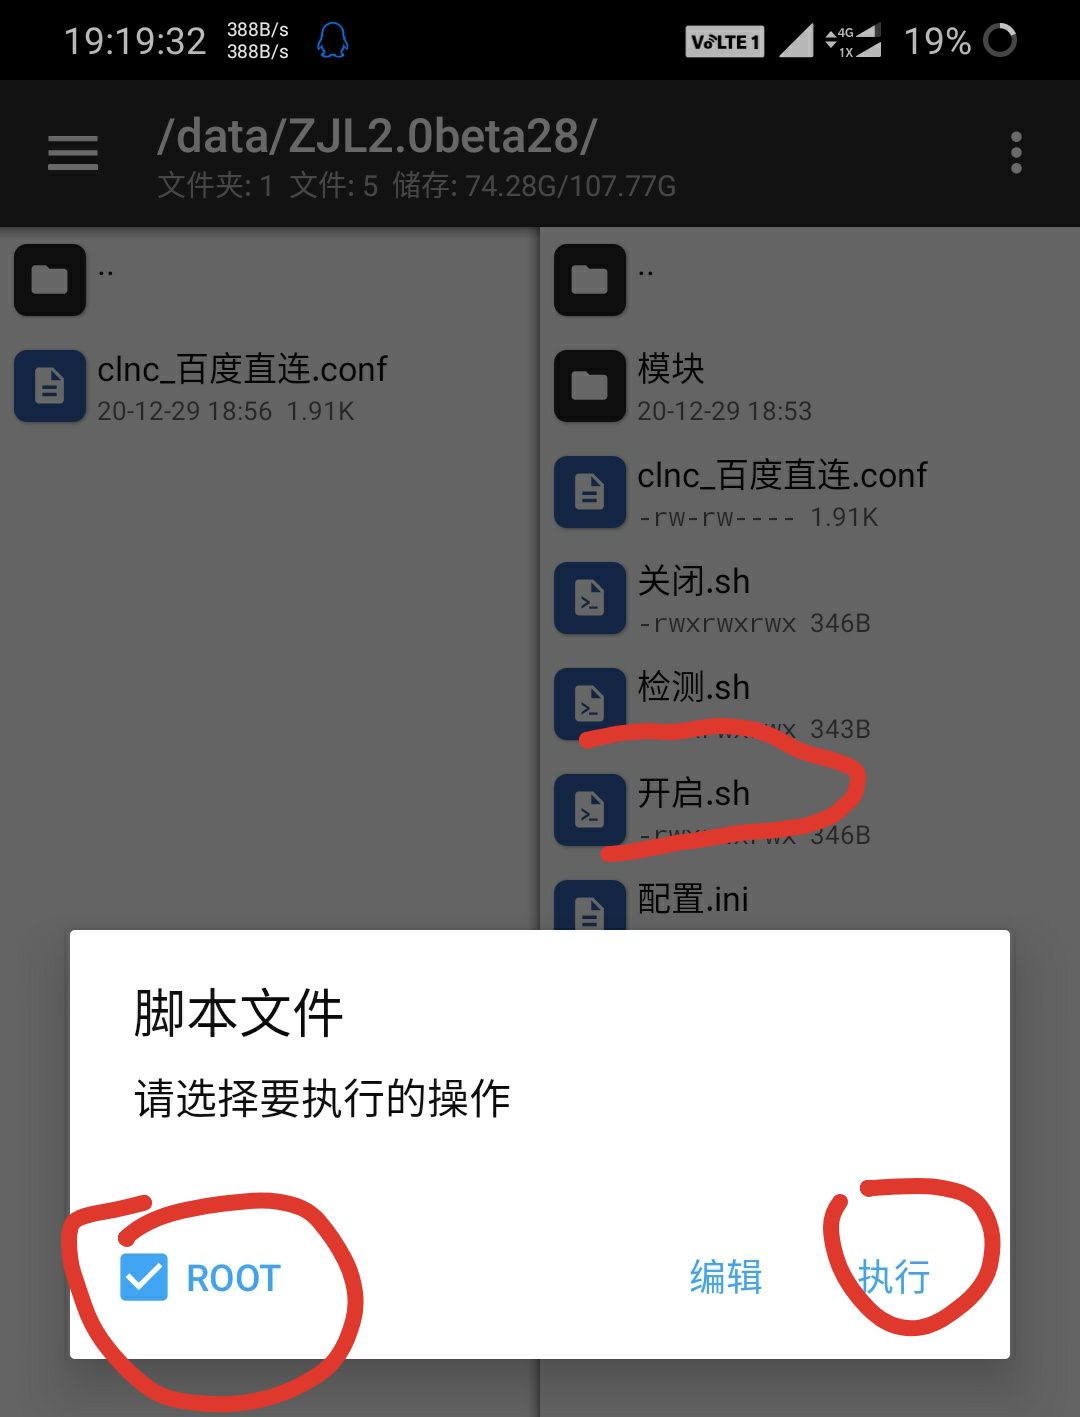 19:19:32 388B/s 388B/s VoLTE 1 4G 1X 19%
/data/ZJL2.0beta28/
文件夹: 1 文件: 5 储存: 74.28G/107.77G
..
clnc_百度直连.conf
20-12-29 18:56 1.91K
..
模块
20-12-29 18:53
clnc_百度直连.conf
-rw-rw---- 1.91K
关闭.sh
-rwxrwxrwx 346B
检测.sh
343B
开启.sh
346B
配置.ini
脚本文件
请选择要执行的操作
ROOT 编辑 执行